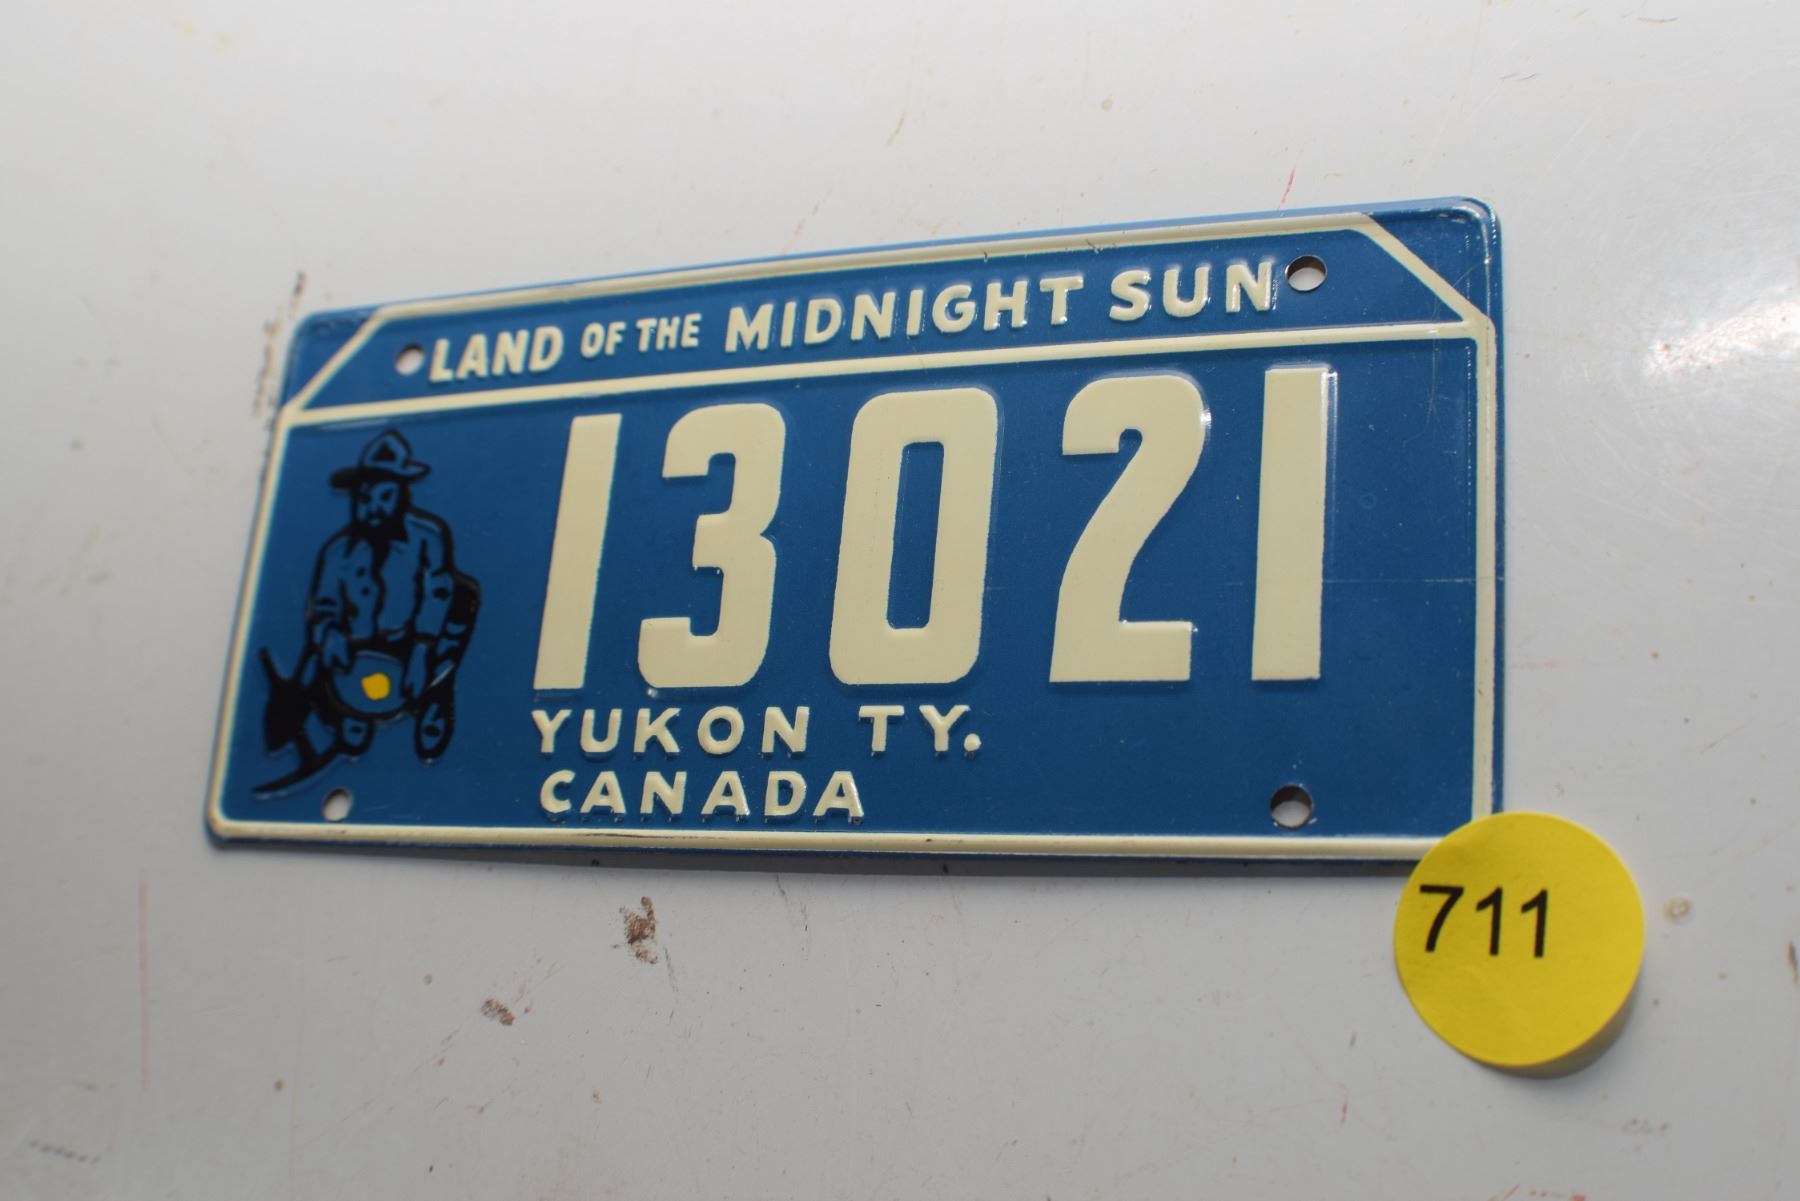 LAND OF THE MIDNIGHT SUN
13021
YUKON TY.
CANADA
711